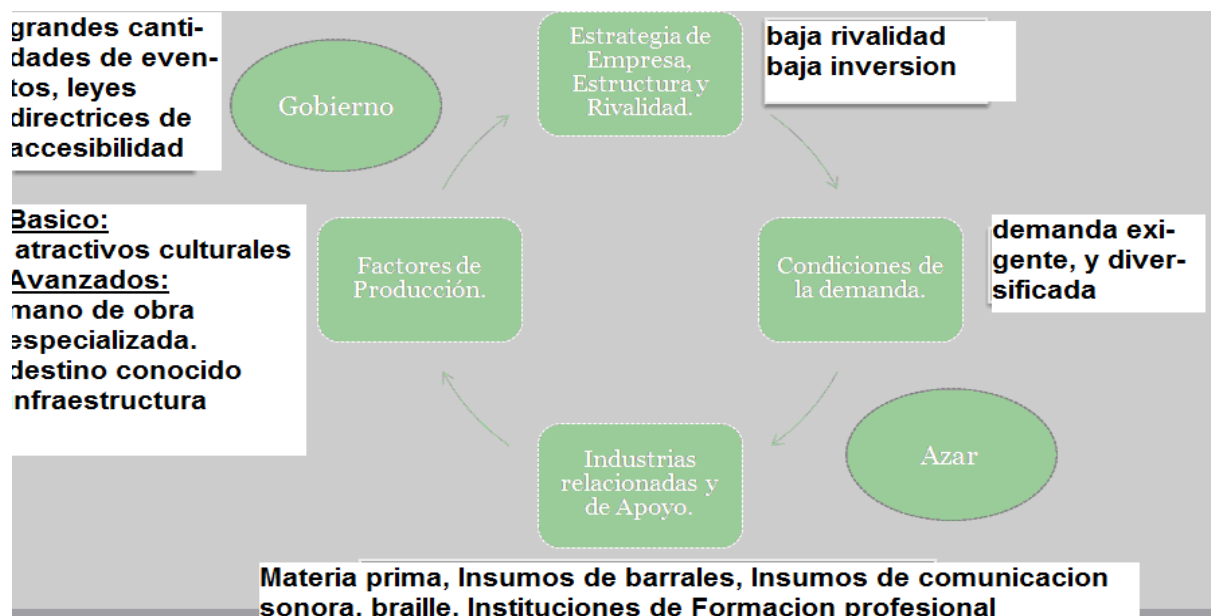 grandes canti-
dades de even-
tos, leyes
directrices de
accesibilidad
Gobierno
Estrategia de
Empresa,
Estructura y
Rivalidad.
baja rivalidad
baja inversion
Basico:
atractivos culturales
Avanzados:
mano de obra
especializada.
destino conocido
infraestructura
Factores de
Producción.
Condiciones de
la demanda.
demanda exi-
gente, y diver-
sificada
Industrias
relacionadas y
de Apoyo.
Azar
Materia prima, Insumos de barrales, Insumos de comunicacion
sonora, braille, Instituciones de Formacion profesional